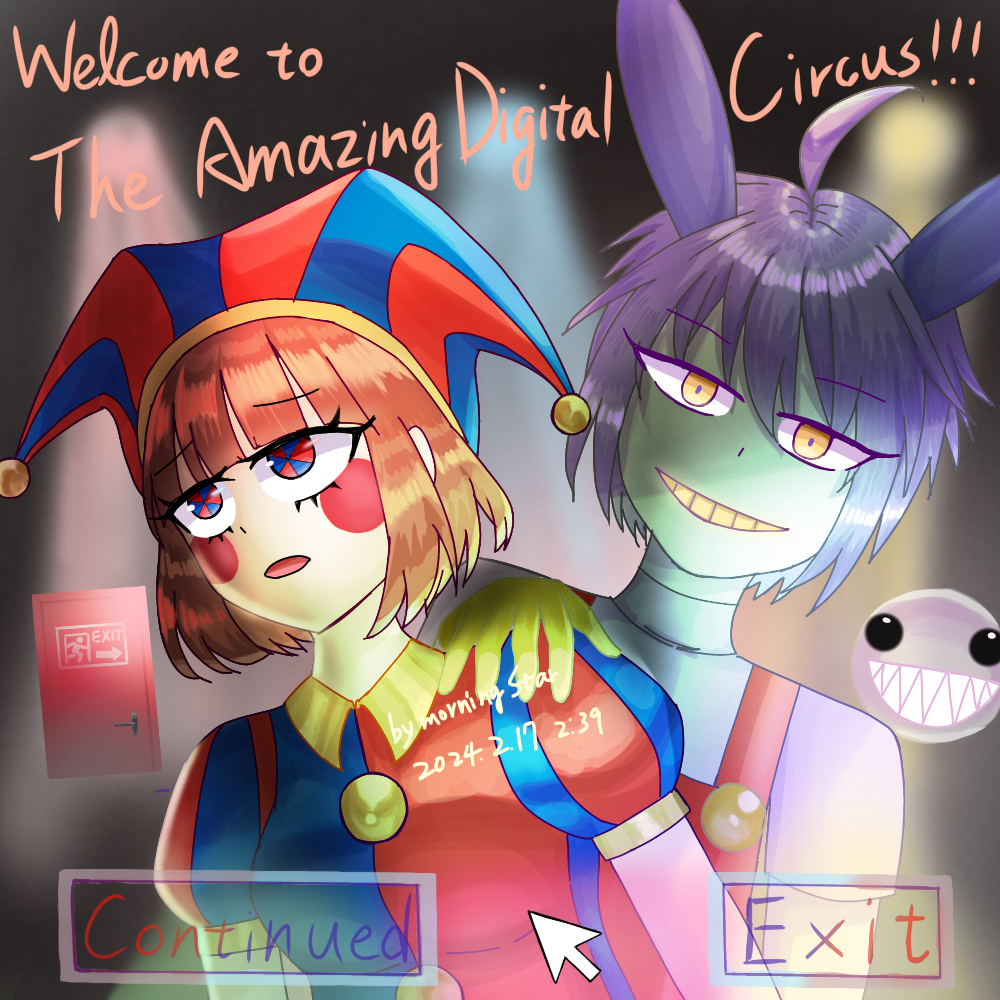 Welcome to
The Amazing Digital Circus!!!
EXIT
by morning star
2024.2.17 2:39
Continued
Exit